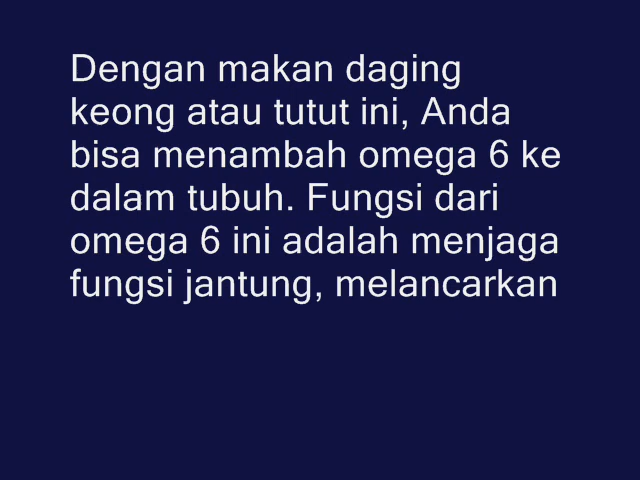 Dengan makan daging
keong atau tutut ini, Anda
bisa menambah omega 6 ke
dalam tubuh. Fungsi dari
omega 6 ini adalah menjaga
fungsi jantung, melancarkan